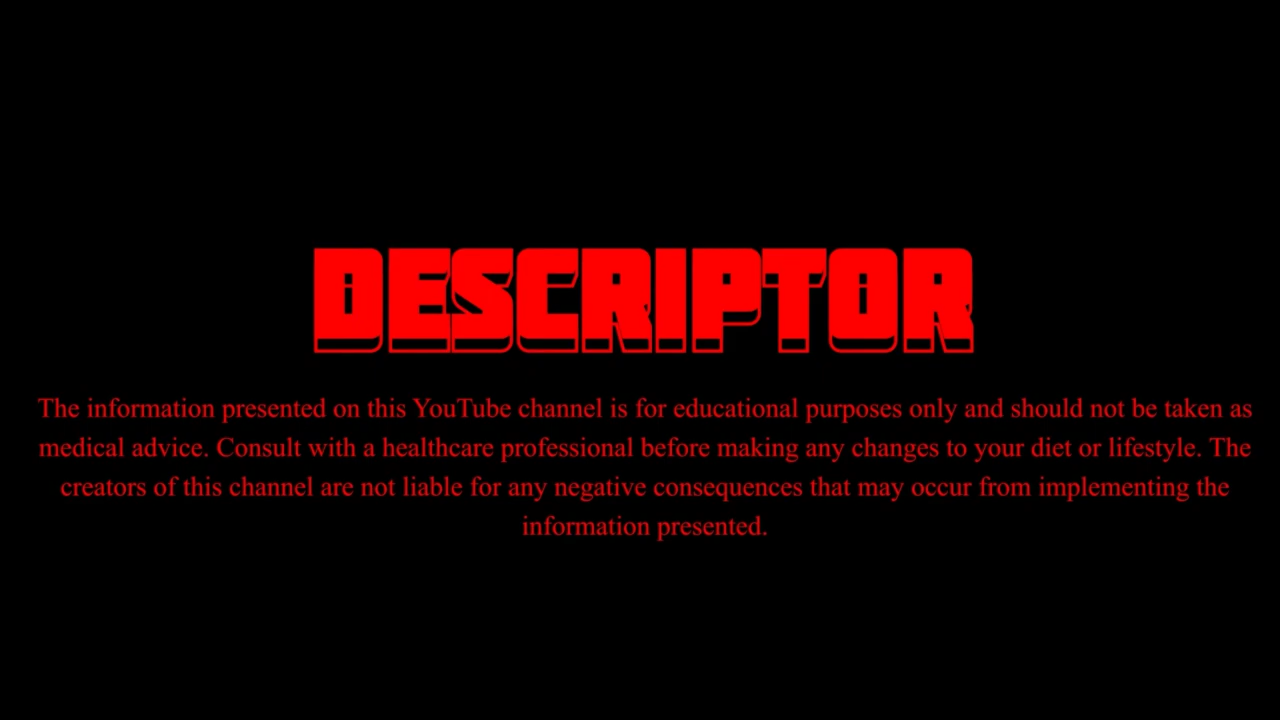 DESCRIPTOR
The information presented on this YouTube channel is for educational purposes only and should not be taken as
medical advice. Consult with a healthcare professional before making any changes to your diet or lifestyle. The
creators of this channel are not liable for any negative consequences that may occur from implementing the
information presented.